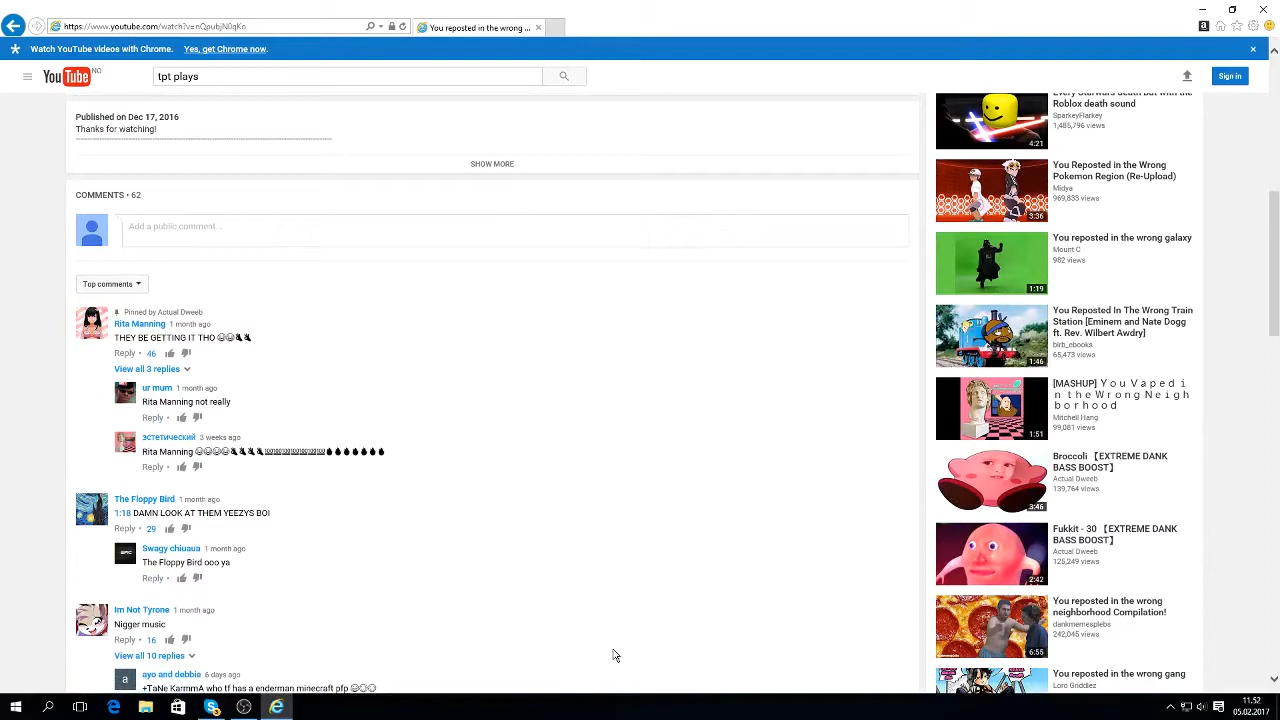 https://www.youtube.com/watch?v=nQpubjN0qKo
You reposted in the wrong ...
Watch YouTube videos with Chrome. Yes, get Chrome now.
YouTube NO
tpt plays
Sign in
Published on Dec 17, 2016
Thanks for watching!
SHOW MORE
COMMENTS • 62
Add a public comment...
Top comments
Pinned by Actual Dweeb
Rita Manning 1 month ago
THEY BE GETTING IT THO
Reply • 46
View all 3 replies
ur mum 1 month ago
Rita Manning not really
Reply •
эстетический 3 weeks ago
Rita Manning 😂😂😂😂👏👏👏👏💯💯💯💯💯💯💯🔥🔥🔥🔥🔥🔥🔥
Reply •
The Floppy Bird 1 month ago
1:18 DAMN LOOK AT THEM YEEZYS BOI
Reply • 29
Swagy chiuaua 1 month ago
The Floppy Bird ooo ya
Reply •
Im Not Tyrone 1 month ago
Nigger music
Reply • 16
View all 10 replies
a
ayo and debbie 6 days ago
+TaNe KarmmA who tf has a enderman minecraft pfp 😂😂😂
Every Starwars death but with the
Roblox death sound
SparkeyFlarkey
1,485,796 views
4:21
You Reposted in the Wrong
Pokemon Region (Re-Upload)
Midya
969,833 views
3:36
You reposted in the wrong galaxy
Mount C
982 views
1:19
You Reposted In The Wrong Train
Station [Eminem and Nate Dogg
ft. Rev. Wilbert Awdry]
birb_ebooks
65,473 views
1:46
[MASHUP] Y o u V a p e d i
n t h e W r o n g N e i g h
b o r h o o d
Mitchell Hang
99,081 views
1:51
Broccoli 【EXTREME DANK
BASS BOOST】
Actual Dweeb
139,764 views
3:46
Fukkit - 30 【EXTREME DANK
BASS BOOST】
Actual Dweeb
125,249 views
2:42
You reposted in the wrong
neighborhood Compilation!
dankmemesplebs
242,045 views
6:55
You reposted in the wrong gang
Loro Griddlez
11.52
05.02.2017